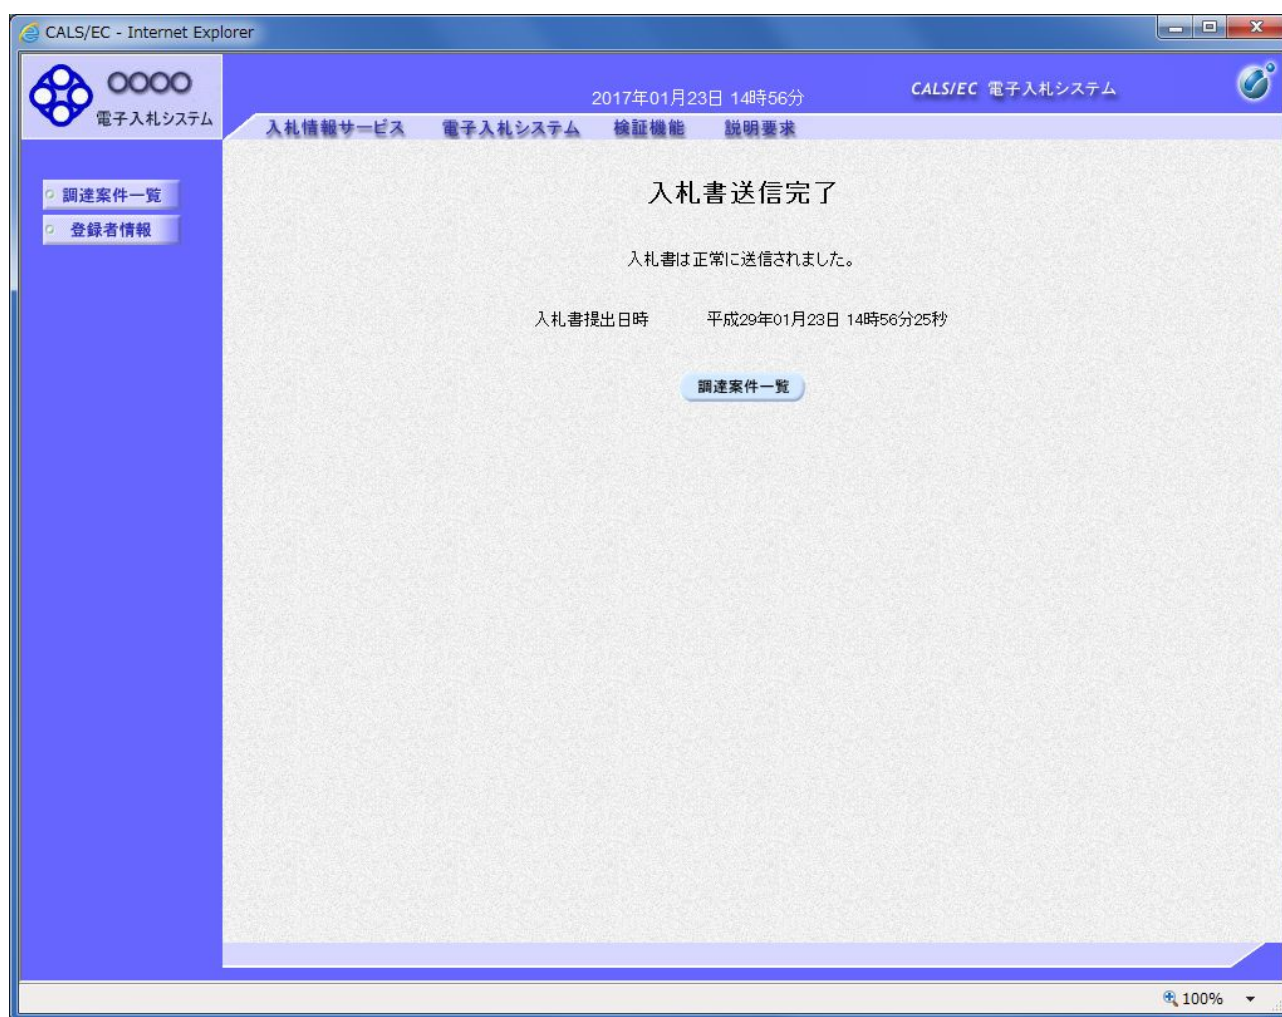 CALS/EC - Internet Explorer
○○○○
電子入札システム
2017年01月23日 14時56分
CALS/EC 電子入札システム
入札情報サービス 電子入札システム 検証機能 説明要求
調達案件一覧
登録者情報
入札書送信完了
入札書は正常に送信されました。
入札書提出日時 平成29年01月23日 14時56分25秒
調達案件一覧
100%